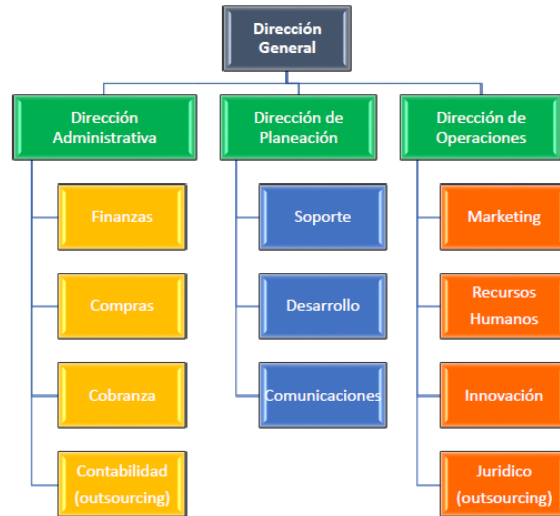 Dirección
General
Dirección
Administrativa
Dirección de
Planeación
Dirección de
Operaciones
Finanzas
Soporte
Marketing
Compras
Desarrollo
Recursos
Humanos
Cobranza
Comunicaciones
Innovación
Contabilidad
(outsourcing)
Juridico
(outsourcing)